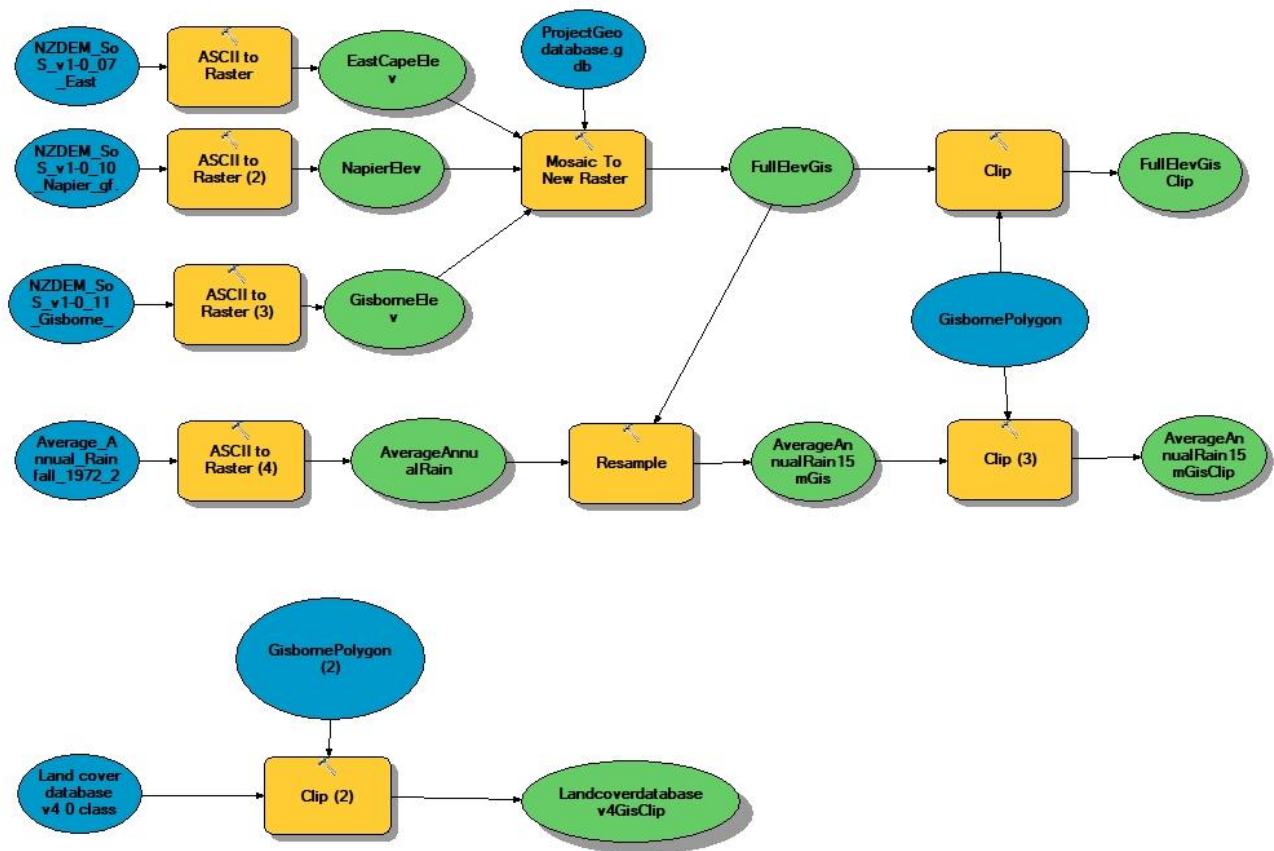 NZDEM_So
S_v1-0_07
_East
ASCII to
Raster
EastCapeEle
v
ProjectGeo
database.g
db
NZDEM_So
S_v1-0_10
_Napier_gf.
ASCII to
Raster (2)
NapierElev
Mosaic To
New Raster
FullElevGis
Clip
FullElevGis
Clip
NZDEM_So
S_v1-0_11
_Gisborne_
ASCII to
Raster (3)
GisborneEle
v
GisbornePolygon
Average_A
nnual_Rain
fall_1972_2
ASCII to
Raster (4)
AverageAnnu
alRain
Resample
AverageAn
nualRain15
mGis
Clip (3)
AverageAn
nualRain15
mGisClip
GisbornePolygon
(2)
Land cover
database
v4 0 class
Clip (2)
Landcoverdatabase
v4GisClip